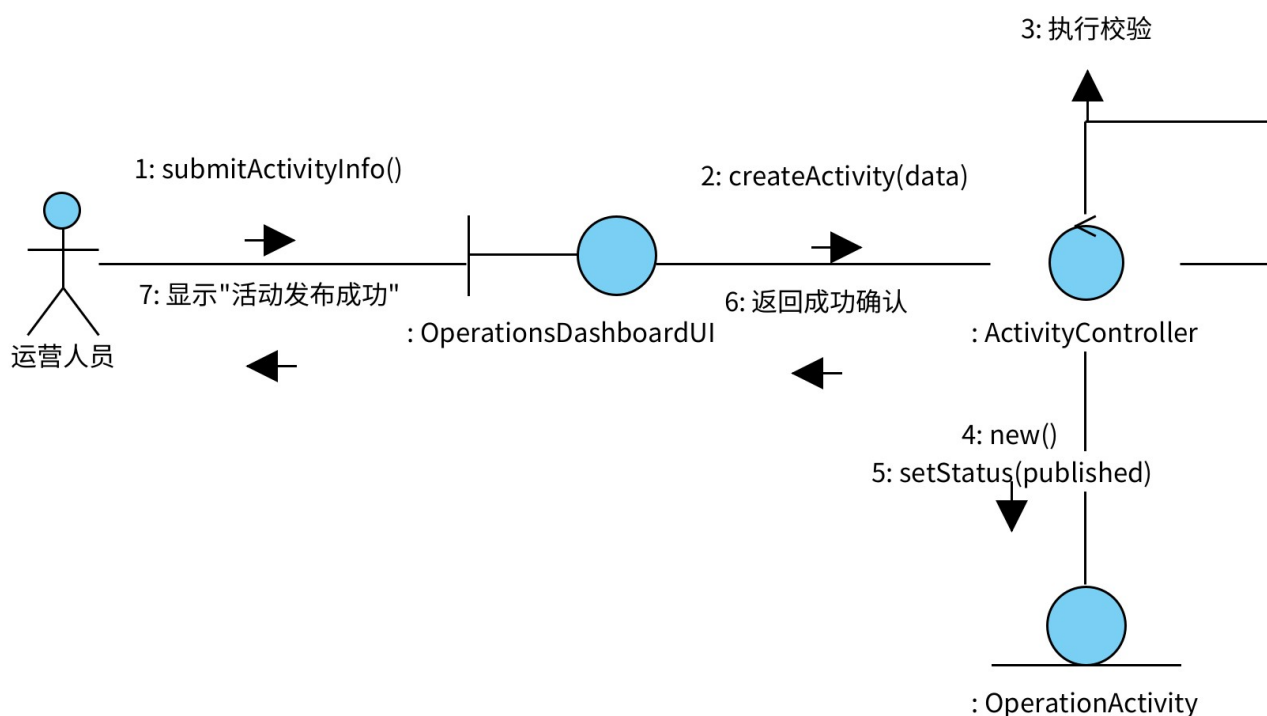 3: 执行校验
1: submitActivityInfo()
2: createActivity(data)
7: 显示"活动发布成功"
6: 返回成功确认
: OperationsDashboardUI
: ActivityController
运营人员
4: new()
5: setStatus(published)
: OperationActivity